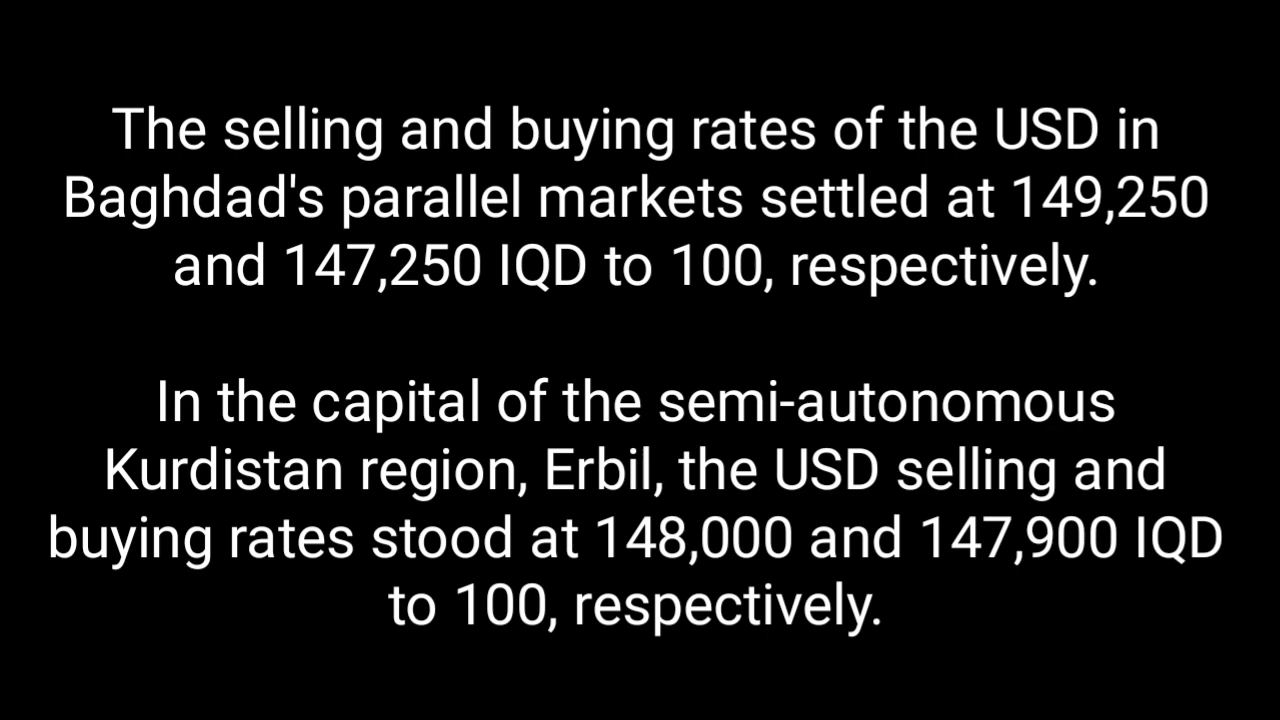 The selling and buying rates of the USD in
Baghdad's parallel markets settled at 149,250
and 147,250 IQD to 100, respectively.
In the capital of the semi-autonomous
Kurdistan region, Erbil, the USD selling and
buying rates stood at 148,000 and 147,900 IQD
to 100, respectively.